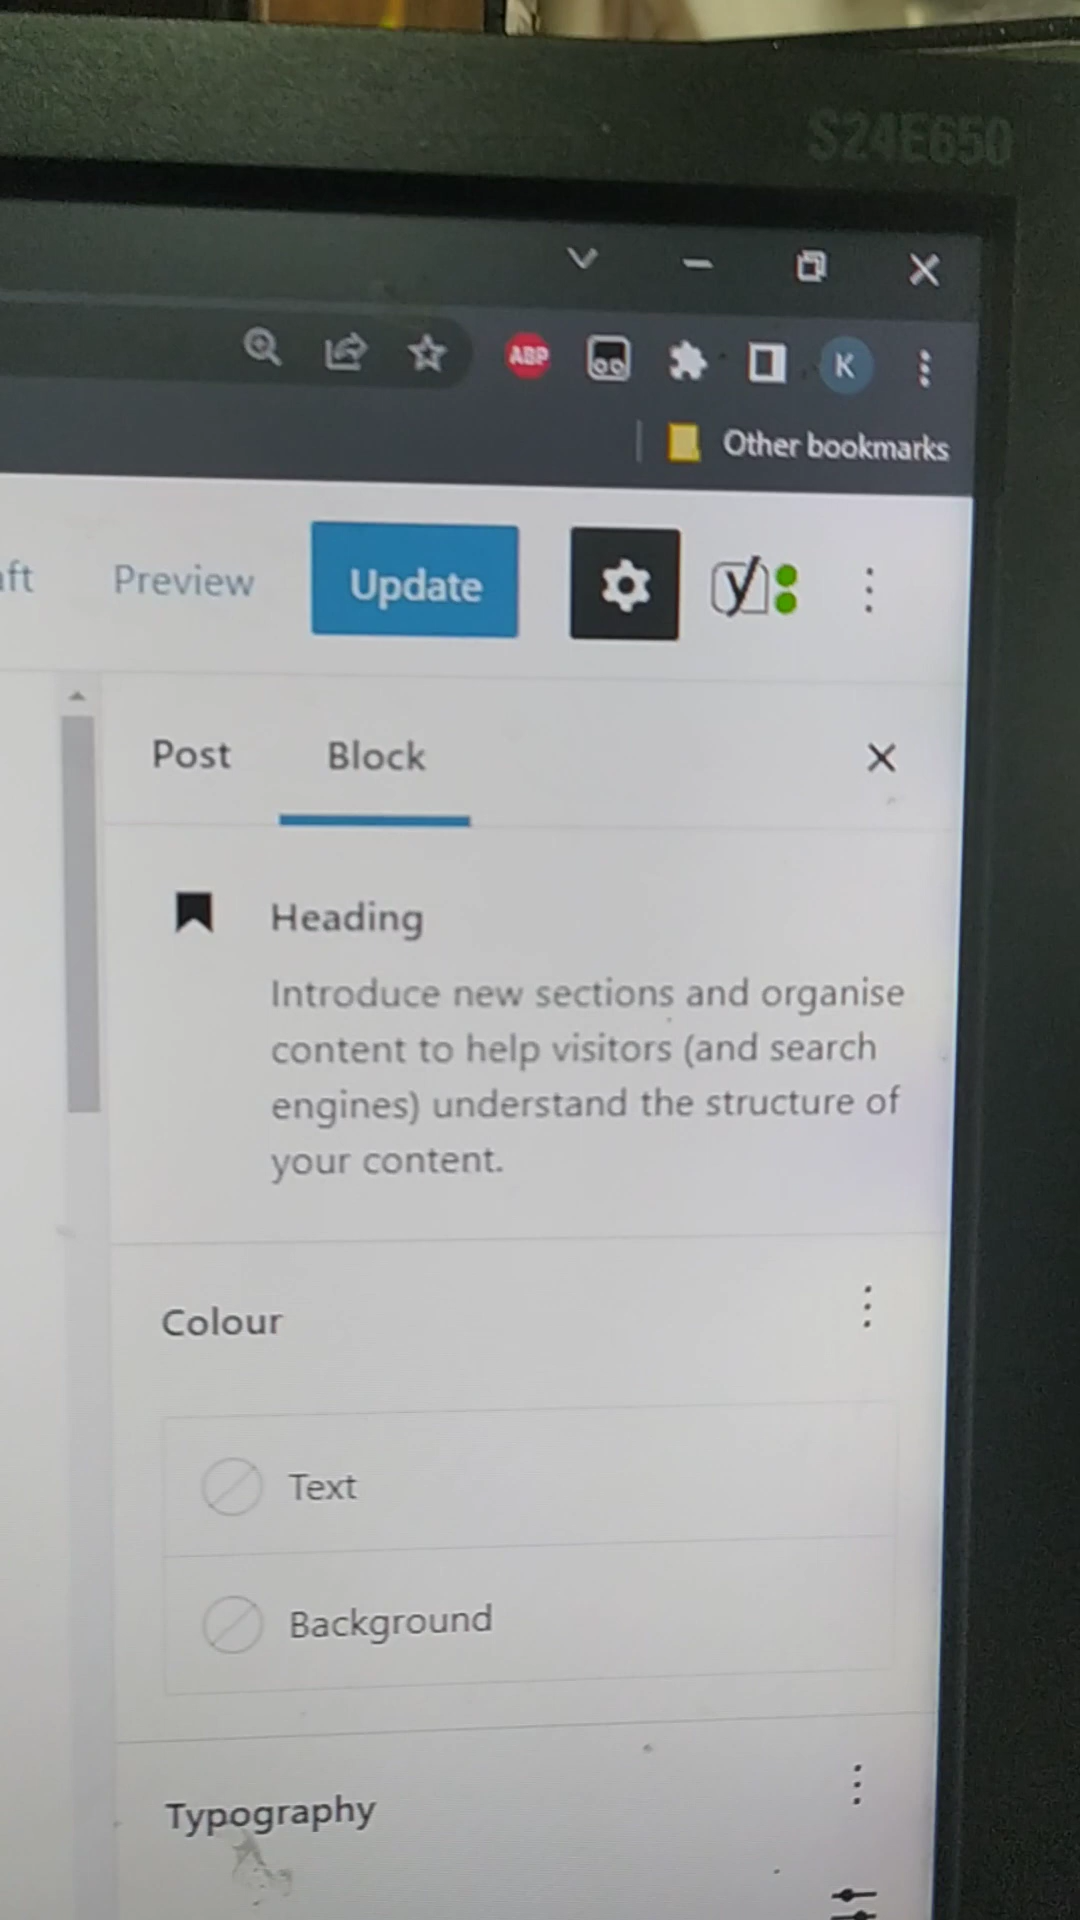 S24E650
ABP
K
Other bookmarks
Preview
Update
Post
Block
Heading
Introduce new sections and organise
content to help visitors (and search
engines) understand the structure of
your content.
Colour
Text
Background
Typography